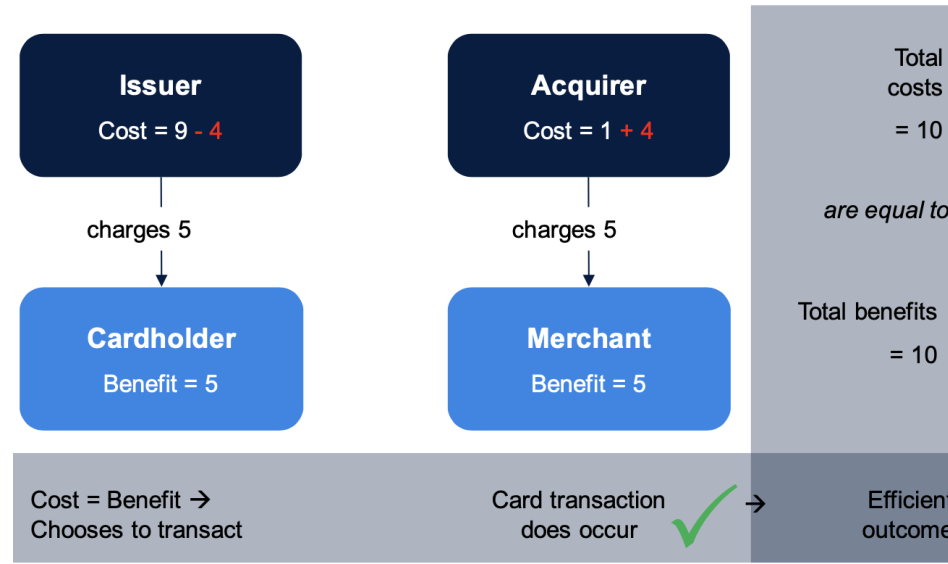 Issuer
Cost = 9 - 4
Acquirer
Cost = 1 + 4
Total
costs
= 10
charges 5
charges 5
are equal to
Cardholder
Benefit = 5
Merchant
Benefit = 5
Total benefits
= 10
Cost = Benefit →
Chooses to transact
Card transaction
does occur
→
Efficient
outcome